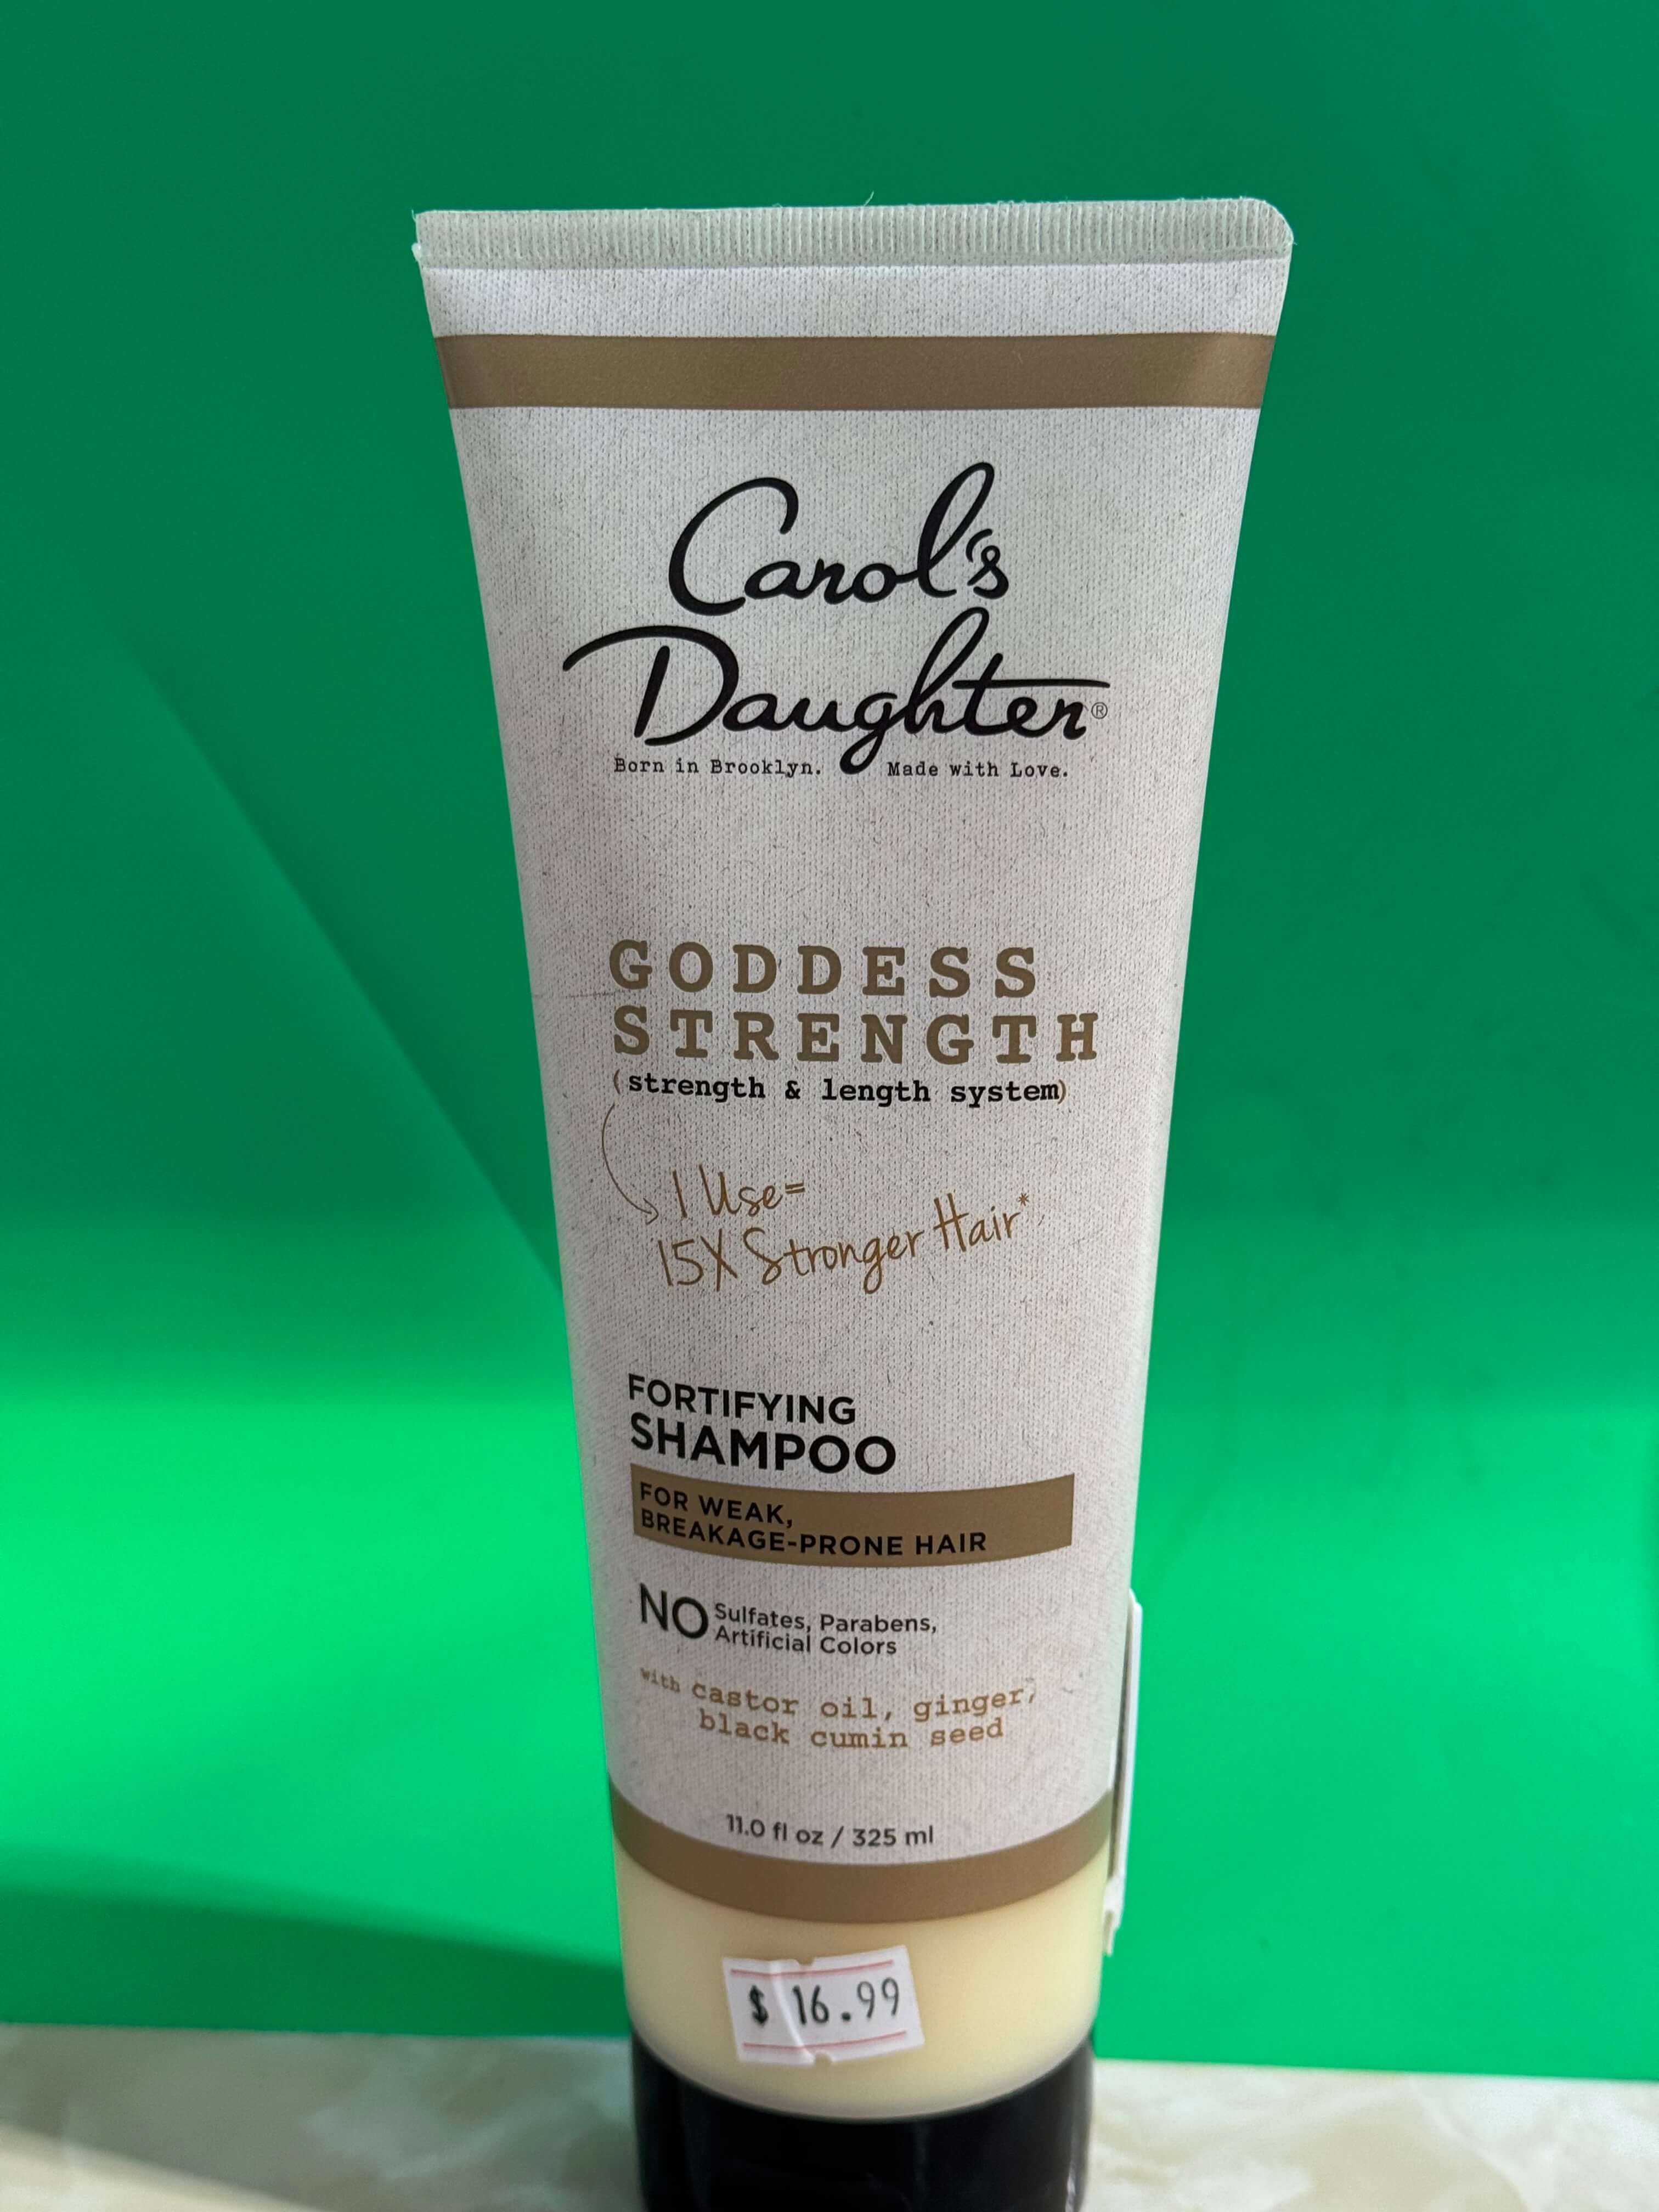 Carol's
Daughter®
Born in Brooklyn. Made with Love.
GODDESS
STRENGTH
(strength & length system)
1 Use=
15X Stronger Hair*
FORTIFYING
SHAMPOO
FOR WEAK,
BREAKAGE-PRONE HAIR
NO Sulfates, Parabens,
Artificial Colors
with castor oil, ginger,
black cumin seed
11.0 fl oz / 325 ml
$ 16.99